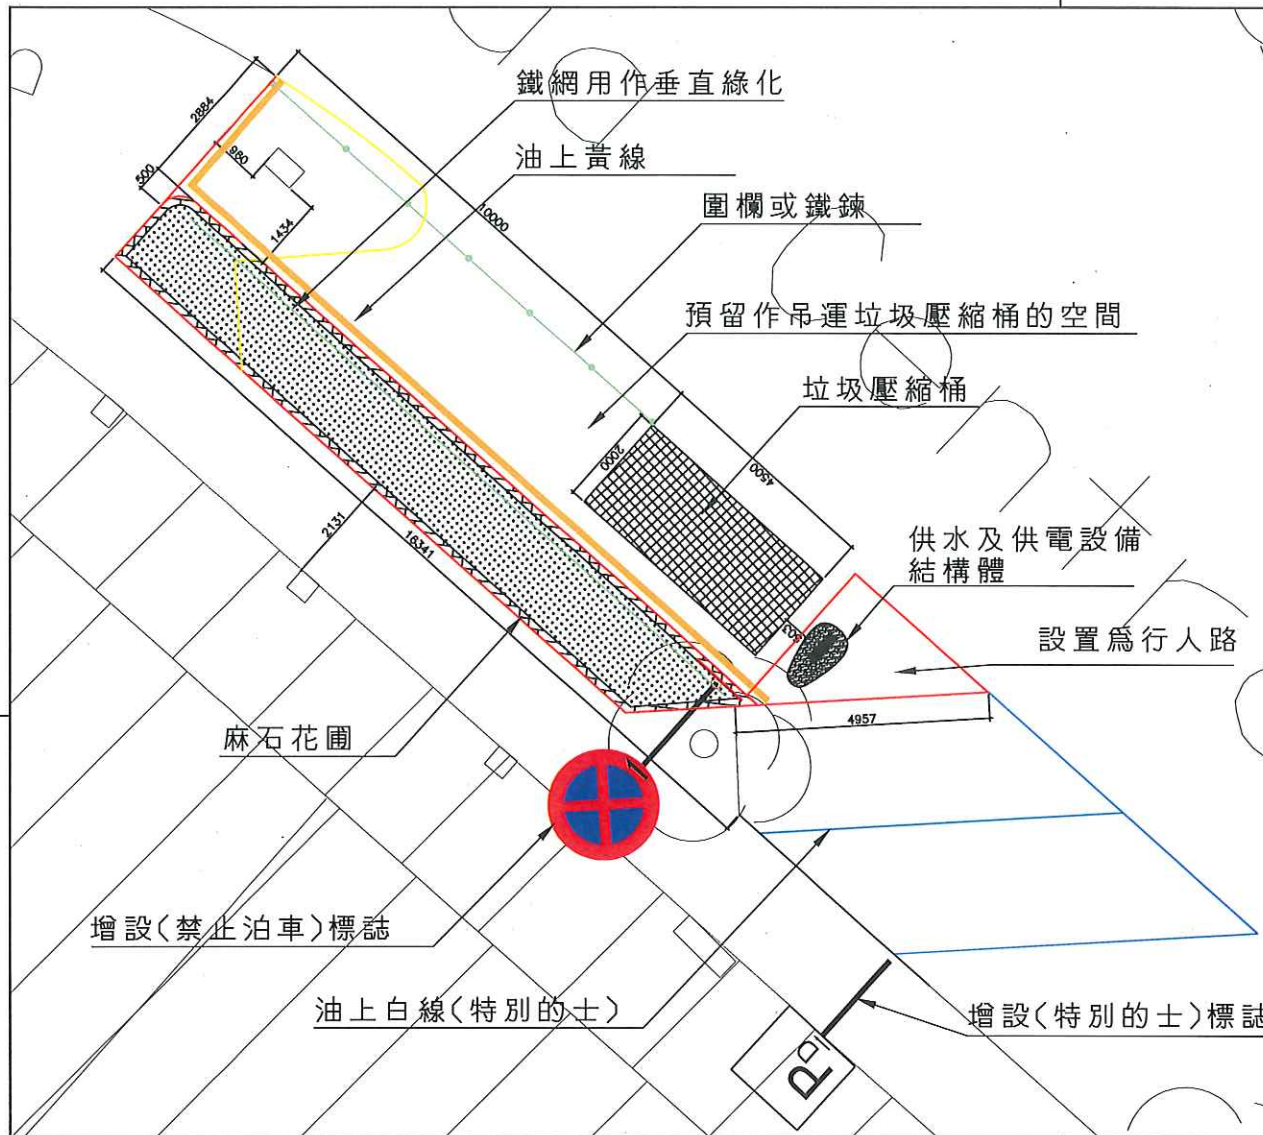 鐵網用作垂直綠化
油上黃線
圍欄或鐵鍊
預留作吊運垃圾壓縮桶的空間
垃圾壓縮桶
供水及供電設備
結構體
設置爲行人路
麻石花圃
增設(禁止泊車)標誌
油上白線(特別的士)
增設(特別的士)標誌
2884
980
500
1434
10000
2000
4500
2131
16341
4957
P